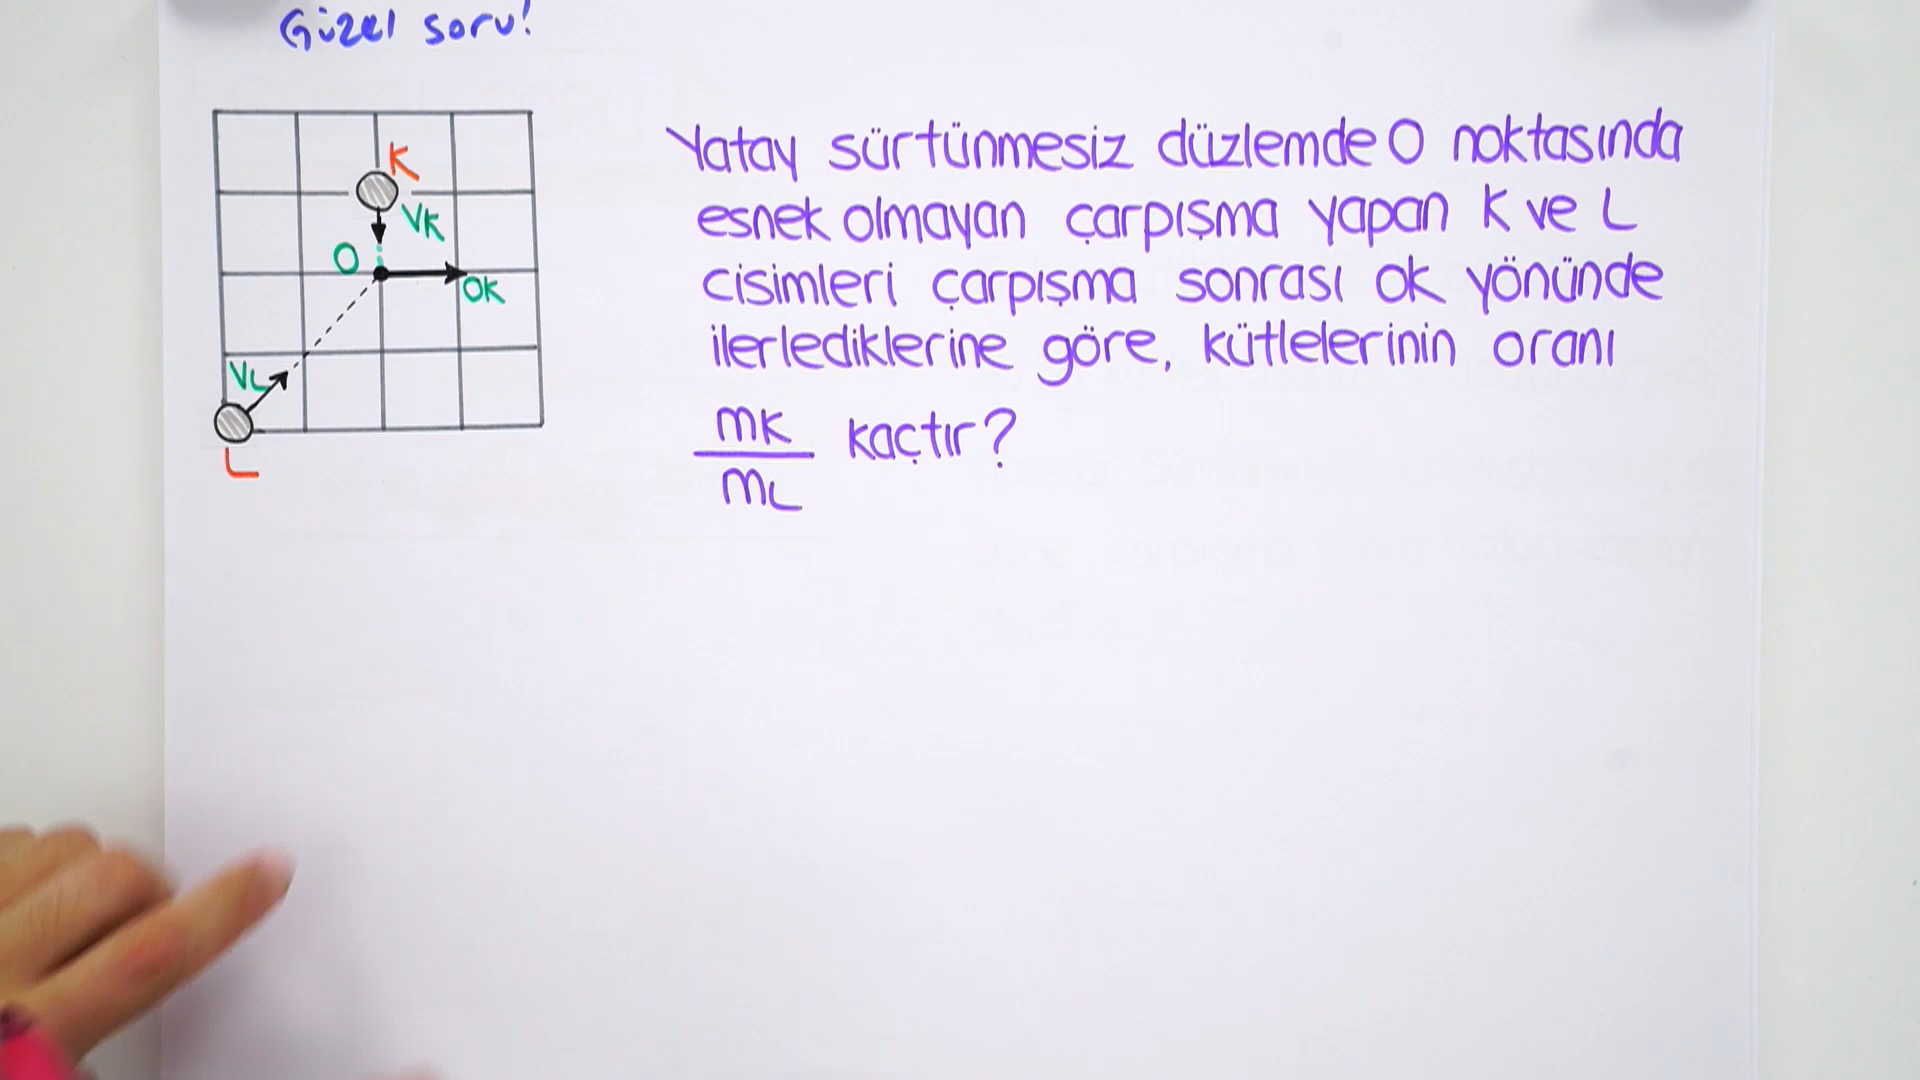 Güzel soru!
K
VK
O
OK
VL
L
Yatay sürtünmesiz düzlemde O noktasında
esnek olmayan çarpışma yapan K ve L
cisimleri çarpışma sonrası ok yönünde
ilerlediklerine göre, kütlelerinin oranı
mK
kaçtır?
mL